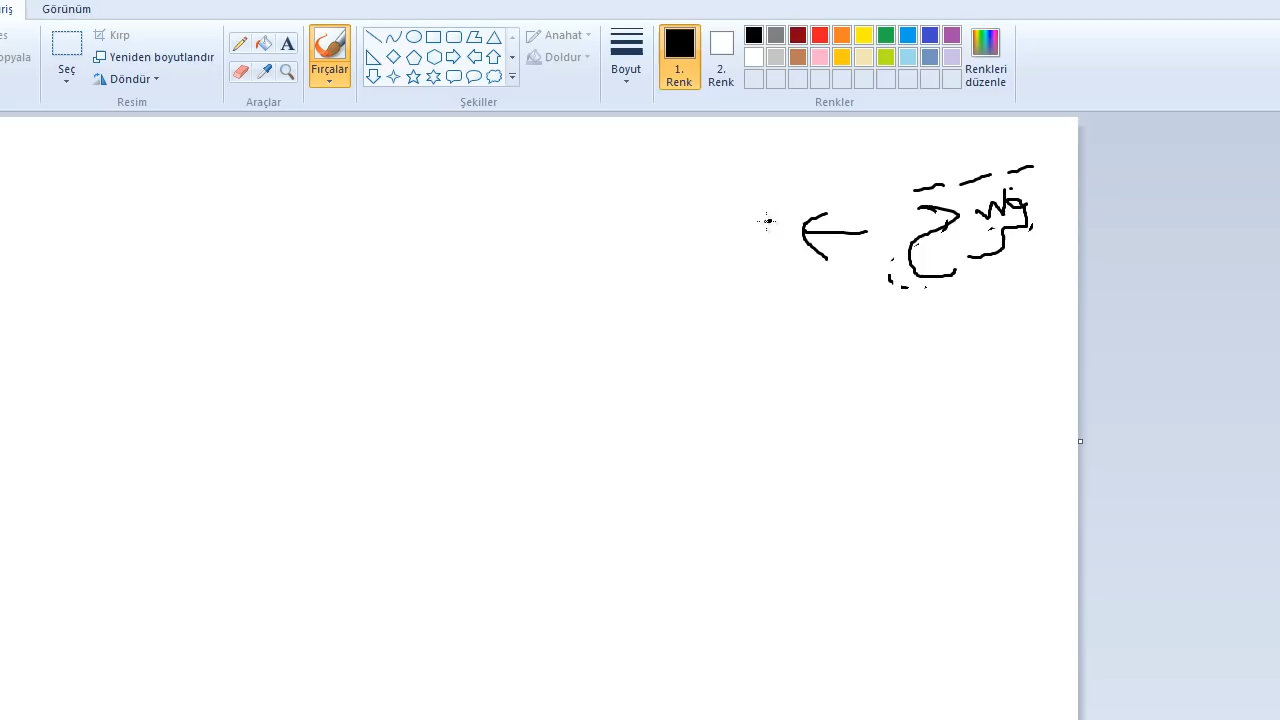 Görünüm
Seç
Kırp
Yeniden boyutlandır
Döndür
Resim
A
Araçlar
Fırçalar
Şekiller
Anahat
Doldur
Boyut
1. Renk
2. Renk
Renkler
Renkleri düzenle